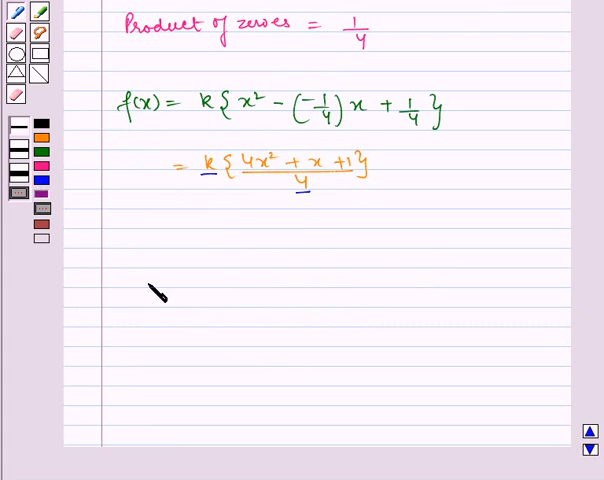 Product of zeroes = 1/4
f(x) = k{x² - (-1/4)x + 1/4}
= k{4x² + x + 1/4}